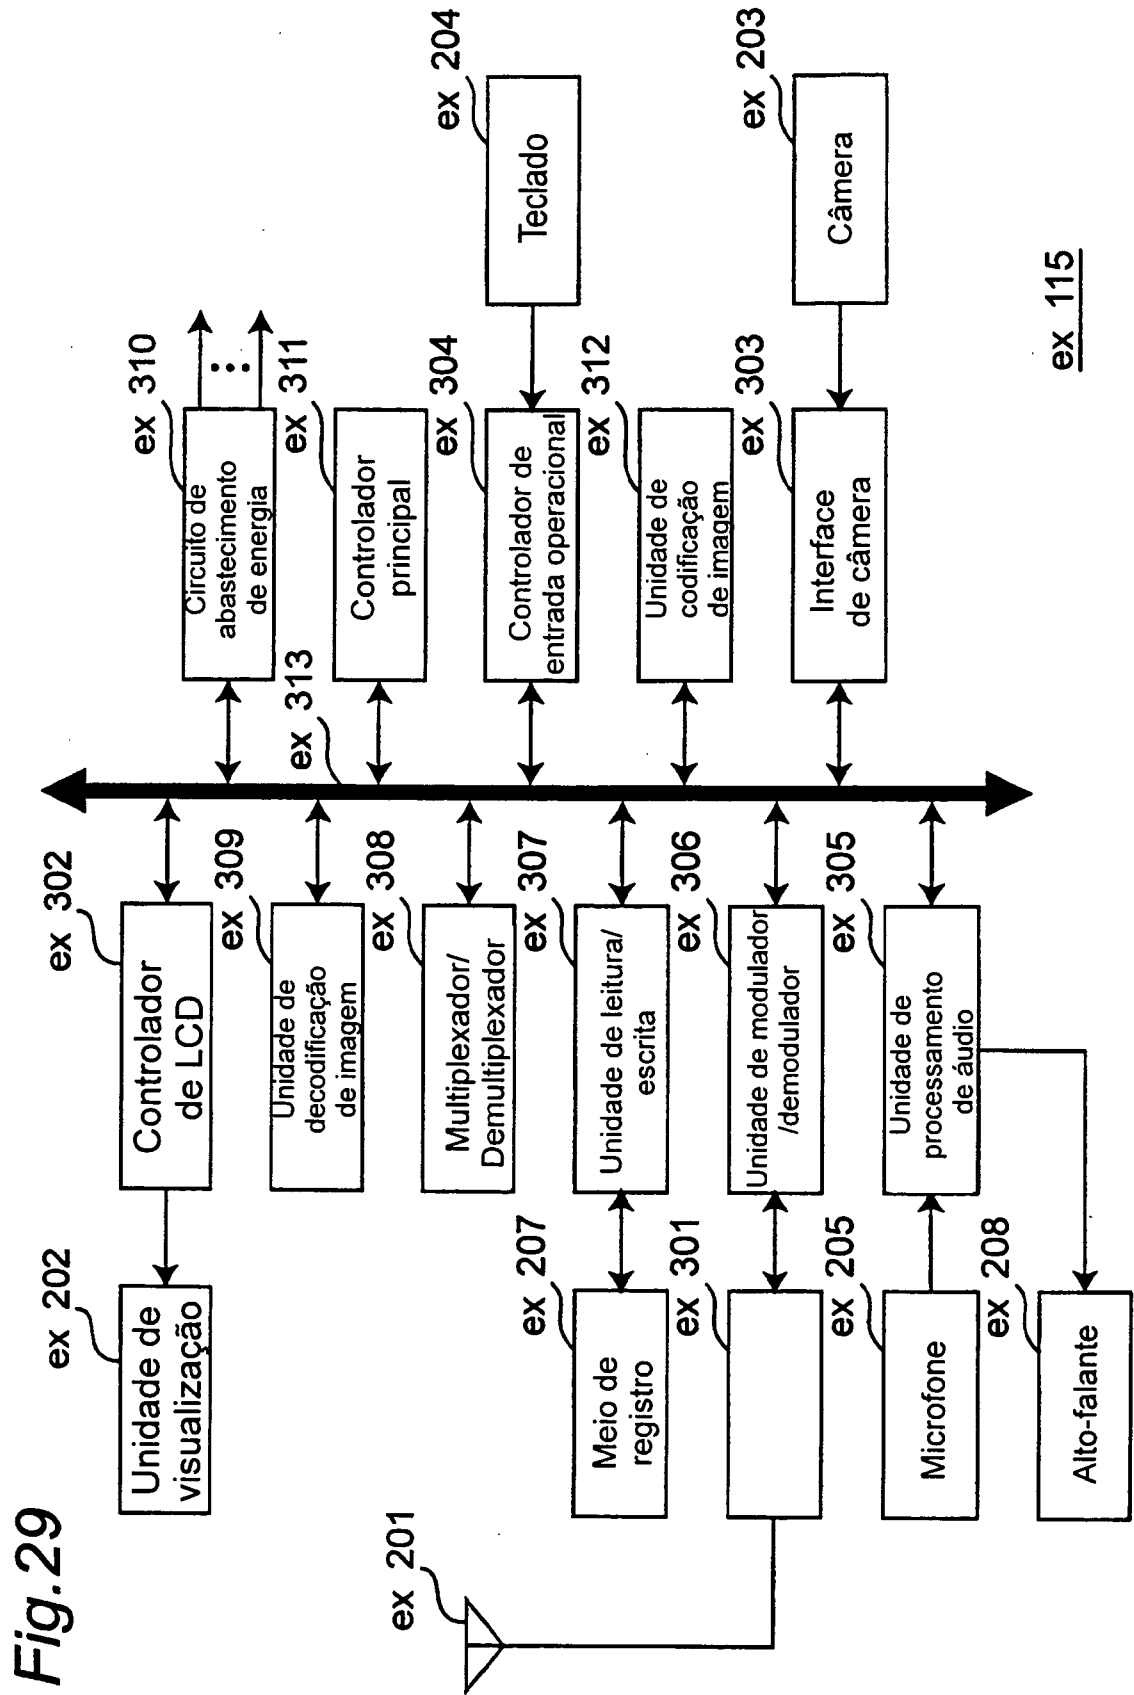 Fig.29
ex 201
ex 202
Unidade de
visualização
ex 302
Controlador
de LCD
ex 309
Unidade de
decodificação
de imagem
ex 308
Multiplexador/
Demultiplexador
ex 207
Meio de
registro
ex 307
Unidade de leitura/
escrita
ex 301
ex 306
Unidade de modulador
/demodulador
ex 205
Microfone
ex 305
Unidade de
processamento
de áudio
ex 208
Alto-falante
ex 313
ex 310
Circuito de
abastecimento
de energia
ex 311
Controlador
principal
ex 304
Controlador de
entrada operacional
ex 204
Teclado
ex 312
Unidade de
codificação
de imagem
ex 303
Interface
de câmera
ex 203
Câmera
ex 115